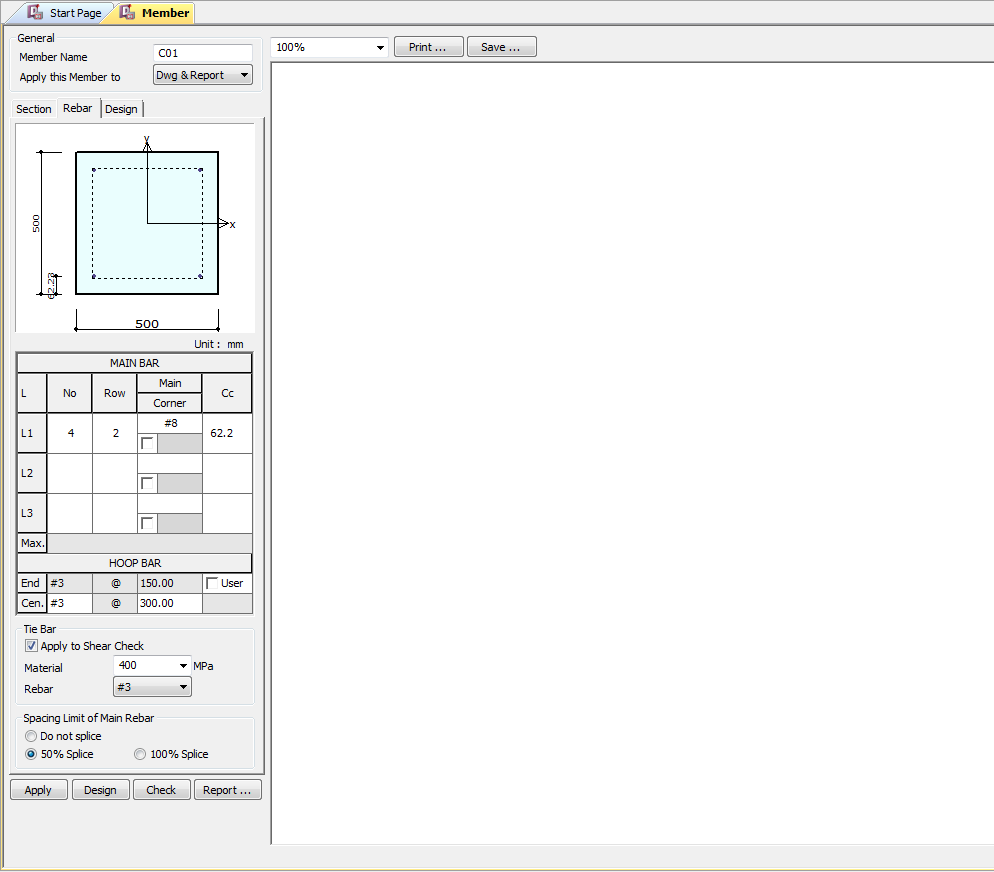 Start Page Member
General
Member Name C01
Apply this Member to Dwg & Report
100% Print ... Save ...
Section Rebar Design
y
x
500
62.23
500
Unit : mm
MAIN BAR
L No Row Main Cc
Corner
L1 4 2 #8 62.2
L2
L3
Max.
HOOP BAR
End #3 @ 150.00 User
Cen. #3 @ 300.00
Tie Bar
Apply to Shear Check
Material 400 MPa
Rebar #3
Spacing Limit of Main Rebar
Do not splice
50% Splice 100% Splice
Apply Design Check Report ...